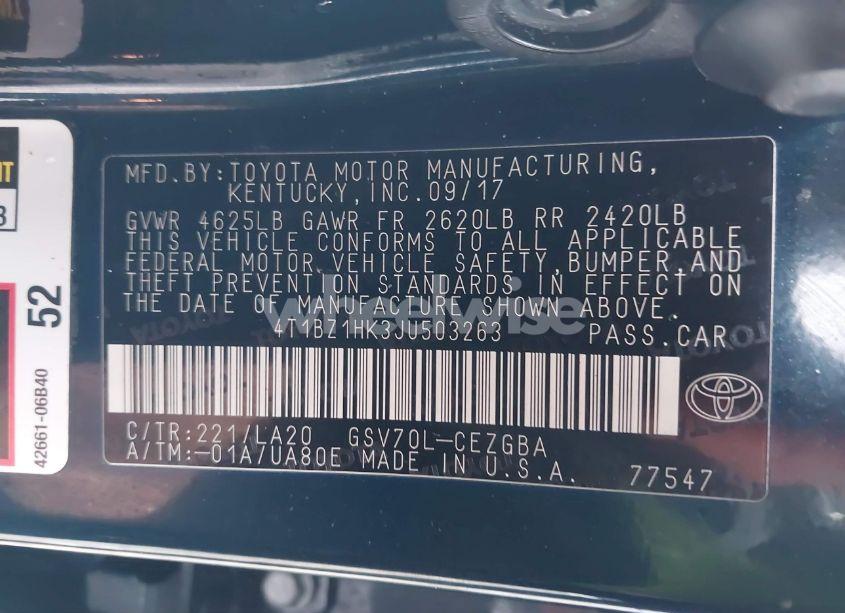 MFD.BY:TOYOTA MOTOR MANUFACTURING,
KENTUCKY,INC.09/17
GVWR 4625LB GAWR FR 2620LB RR 2420LB
THIS VEHICLE CONFORMS TO ALL APPLICABLE
FEDERAL MOTOR VEHICLE SAFETY,BUMPER,AND
THEFT PREVENTION STANDARDS IN EFFECT ON
THE DATE OF MANUFACTURE SHOWN ABOVE.
4T1BZ1HK3JU503263 PASS.CAR
C/TR:221/LA20 GSV70L-CEZGBA
A/TM:-01A/UA80E MADE IN U.S.A. 77547
wheelwise
52
42661-06B40